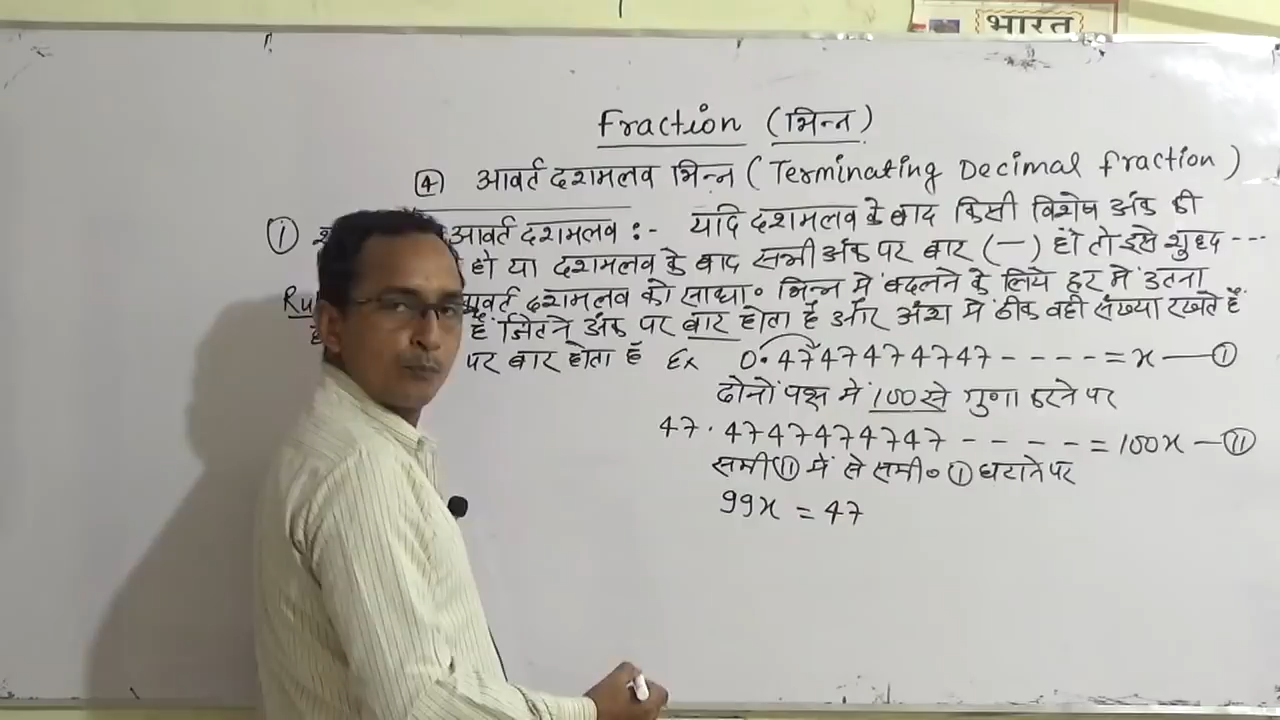 भारत
Fraction (भिन्न)
④ आवर्त दशमलव भिन्न (Terminating Decimal fraction)
① आवर्त दशमलव :- यदि दशमलव के बाद किसी विशेष अंक की
हो या दशमलव के बाद सभी अंक पर बार (—) हो तो इसे शुध्द ---
आवर्त दशमलव को साधा॰ भिन्न में बदलने के लिये हर में उतना
हैं जितने अंक पर बार होता है और अंश में ठीक वही संख्या रखते हैं
पर बार होता है Ex 0.4747474747 - - - - = x — ①
दोनों पक्ष में 100 से गुणा करने पर
47.4747474747 - - - - = 100x — ⑪
समी ⑪ में से समी॰ ① घटाने पर
99x = 47